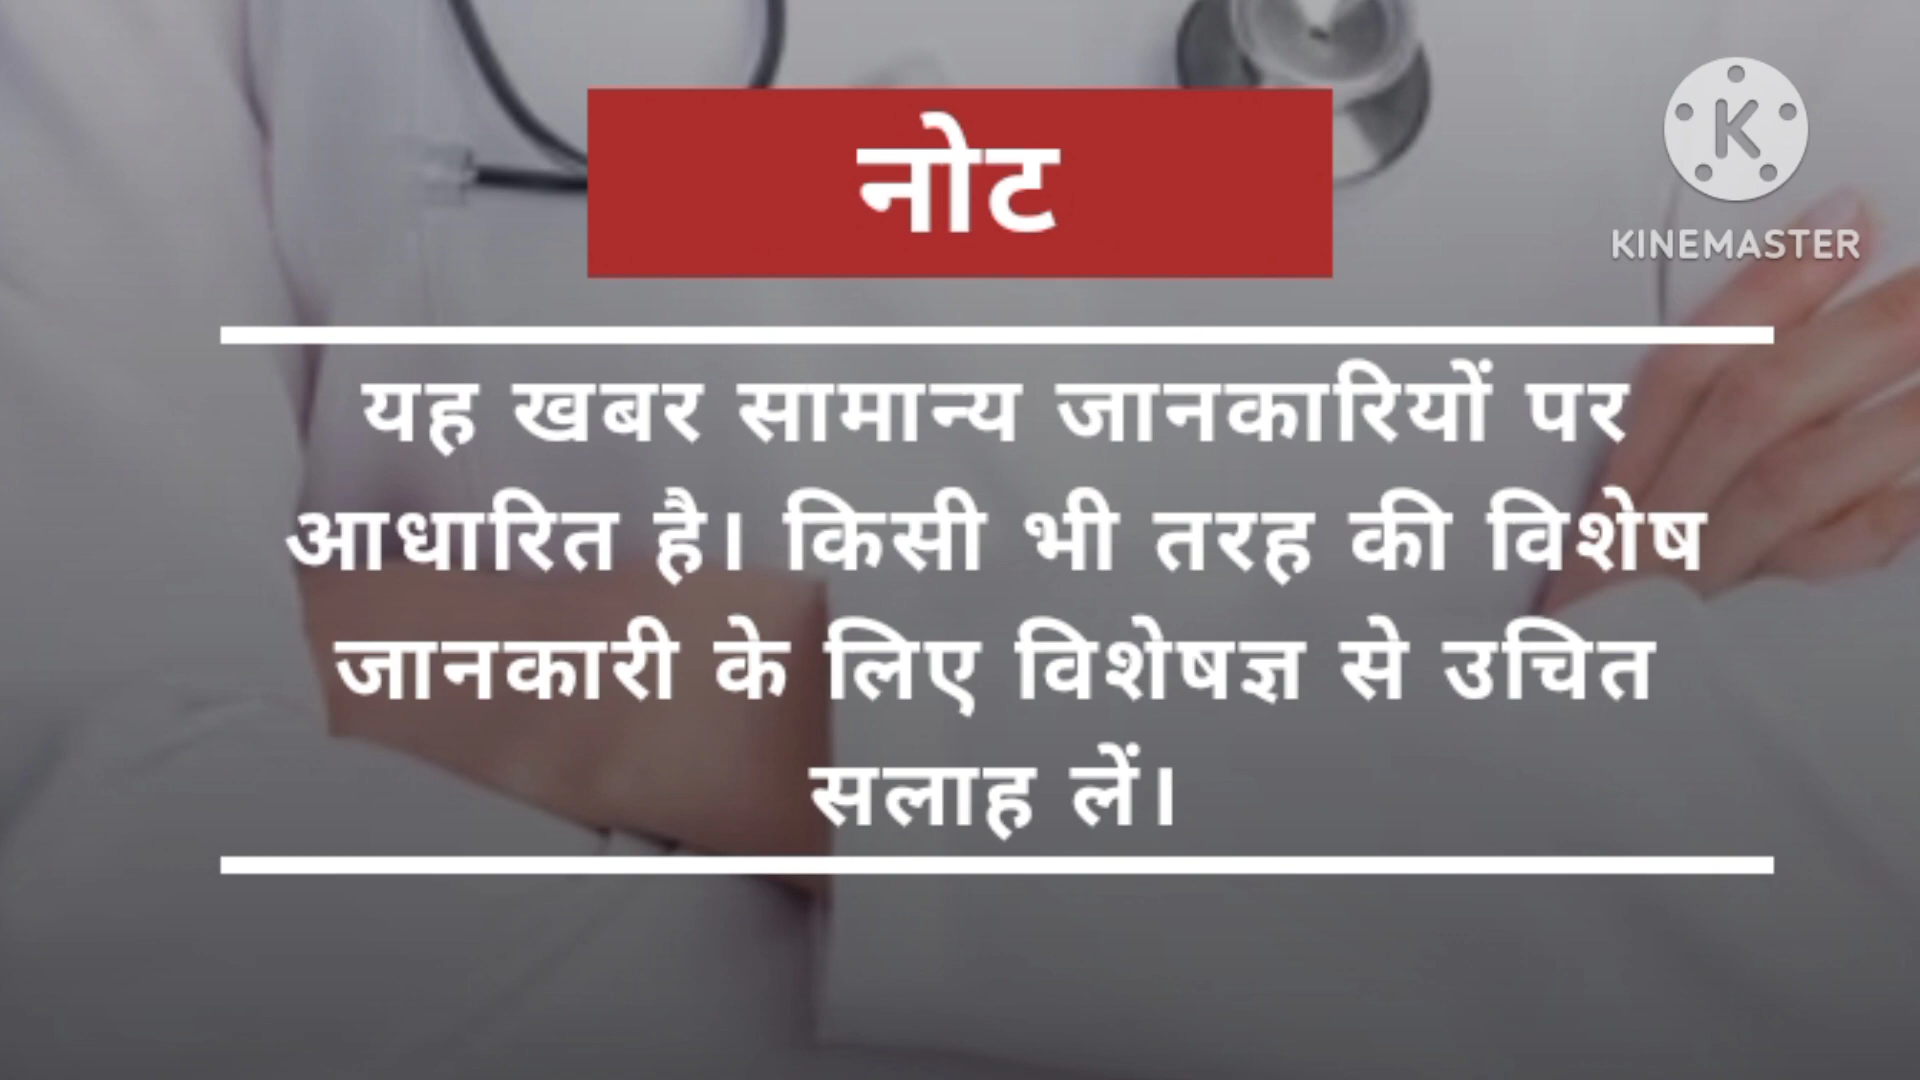 नोट
KINEMASTER
यह खबर सामान्य जानकारियों पर
आधारित है। किसी भी तरह की विशेष
जानकारी के लिए विशेषज्ञ से उचित
सलाह लें।